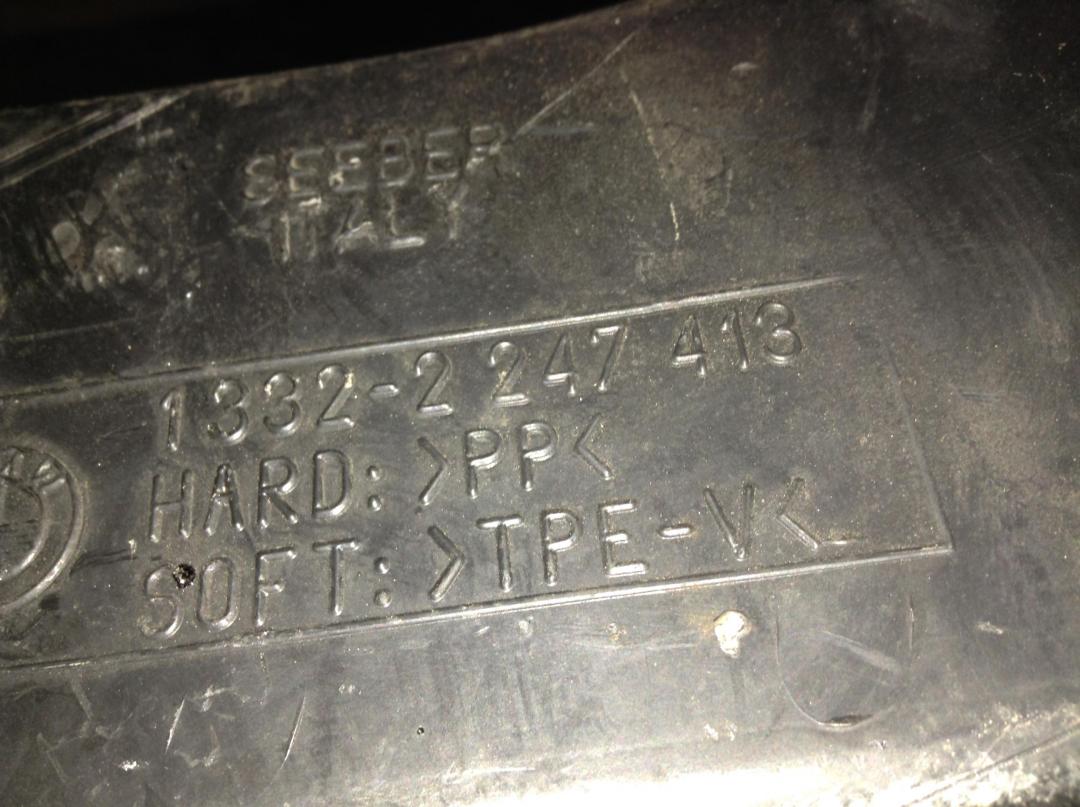 SEEBER
ITALY
1332-2 247 413
HARD: >PP<
SOFT: >TPE-V<